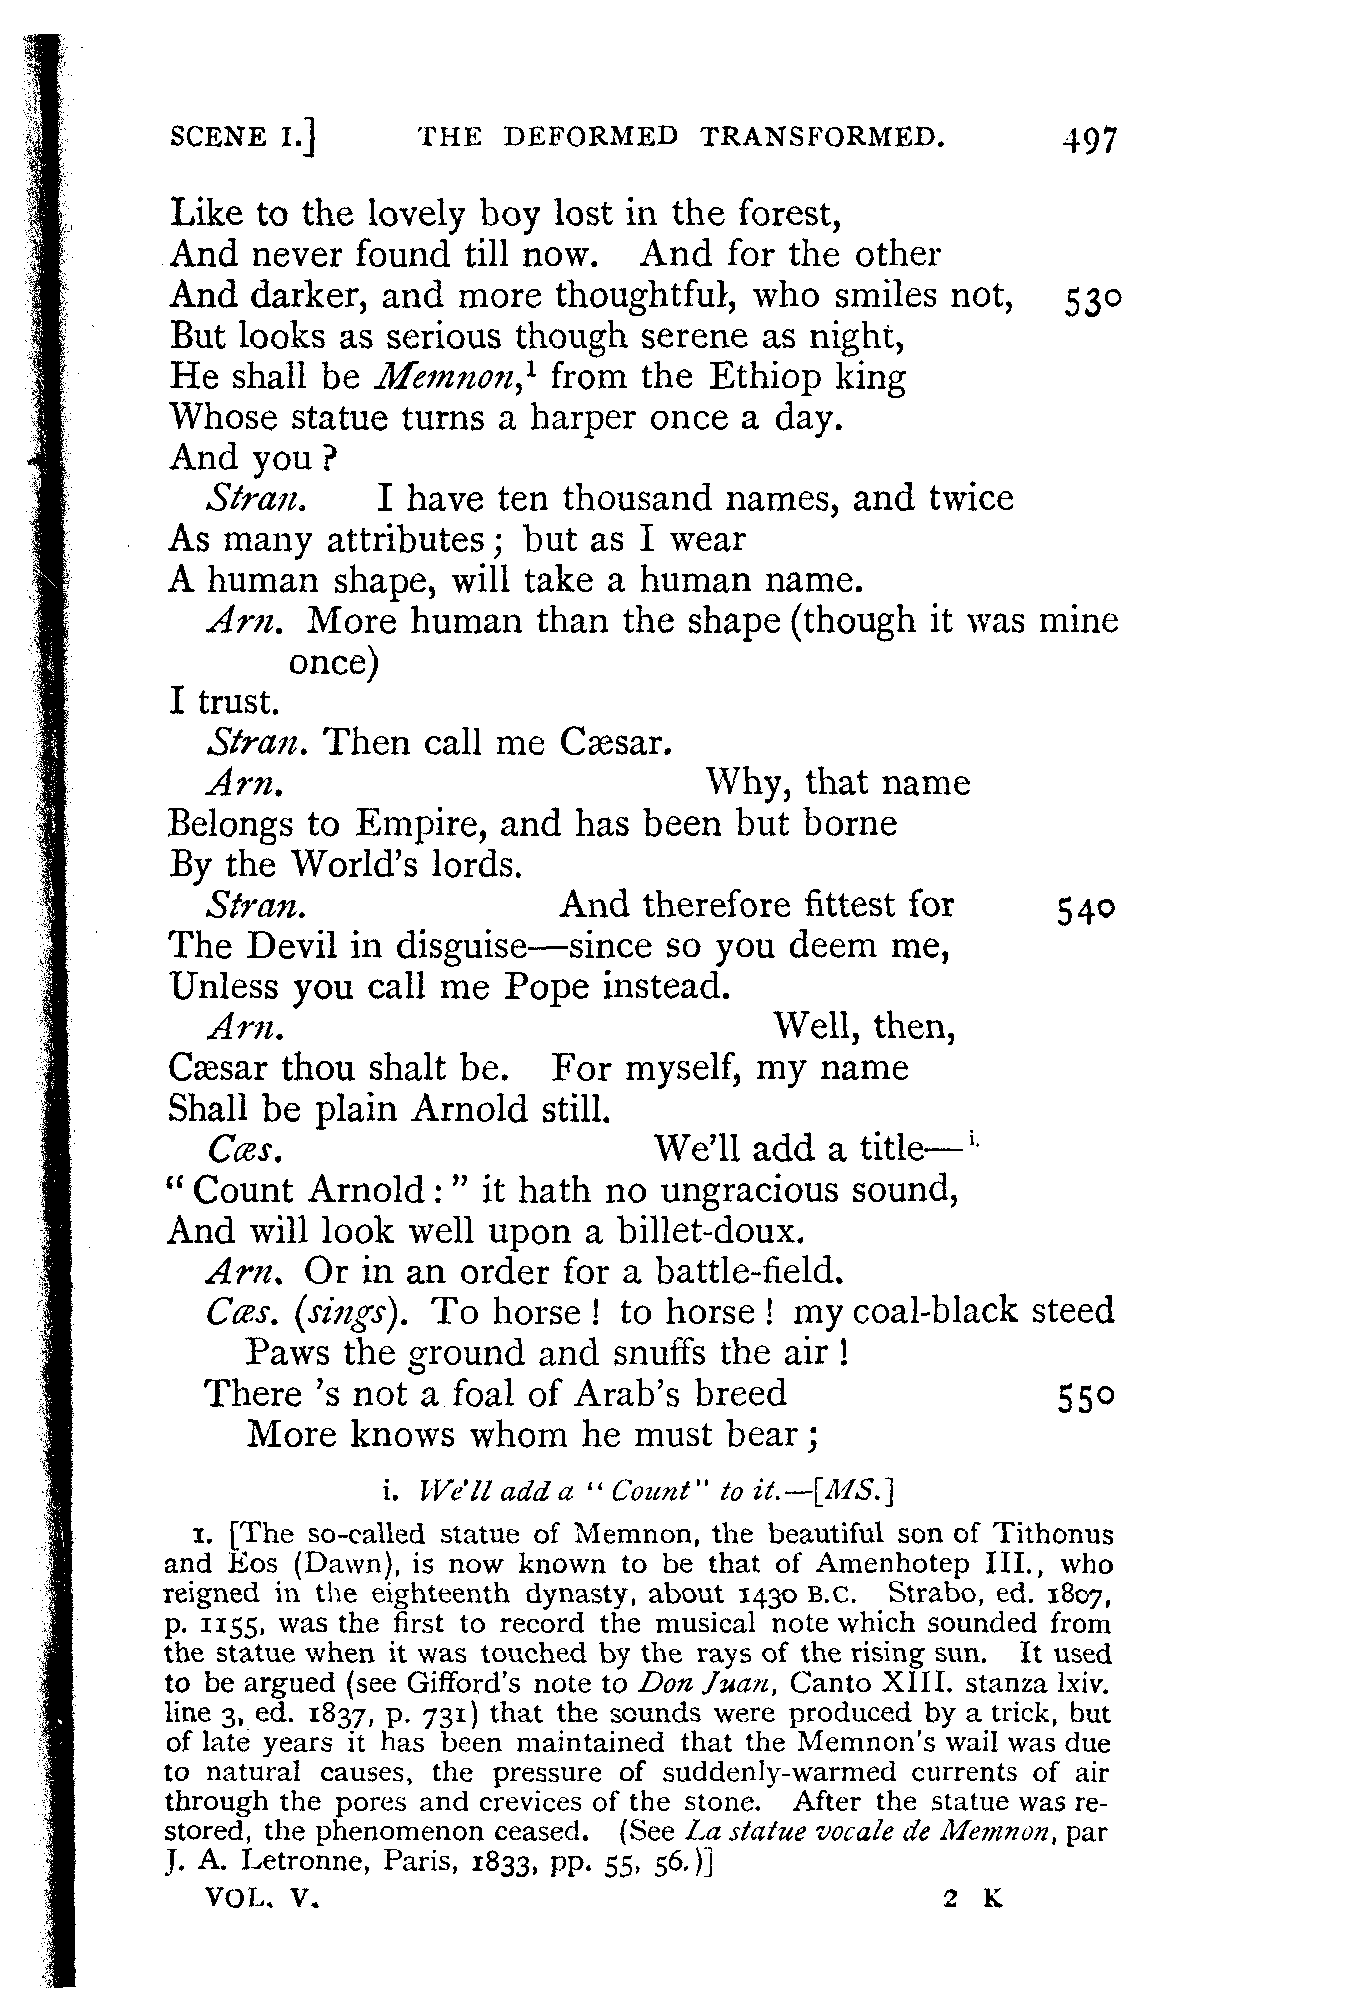 SCENE I.] THE DEFORMED TRANSFORMED. 497
Like to the lovely boy lost in the forest,
And never found till now. And for the other
And darker, and more thoughtful, who smiles not, 530
But looks as serious though serene as night,
He shall be Memnon,¹ from the Ethiop king
Whose statue turns a harper once a day.
And you?
Stran. I have ten thousand names, and twice
As many attributes; but as I wear
A human shape, will take a human name.
Arn. More human than the shape (though it was mine
once)
I trust.
Stran. Then call me Cæsar.
Arn. Why, that name
Belongs to Empire, and has been but borne
By the World's lords.
Stran. And therefore fittest for 540
The Devil in disguise—since so you deem me,
Unless you call me Pope instead.
Arn. Well, then,
Cæsar thou shalt be. For myself, my name
Shall be plain Arnold still.
Cæs. We'll add a title—i.
"Count Arnold:" it hath no ungracious sound,
And will look well upon a billet-doux.
Arn. Or in an order for a battle-field.
Cæs. (sings). To horse! to horse! my coal-black steed
Paws the ground and snuffs the air!
There 's not a foal of Arab's breed 550
More knows whom he must bear;
i. We'll add a "Count" to it.—[MS.]
1. [The so-called statue of Memnon, the beautiful son of Tithonus
and Eos (Dawn), is now known to be that of Amenhotep III., who
reigned in the eighteenth dynasty, about 1430 B.C. Strabo, ed. 1807,
p. 1155, was the first to record the musical note which sounded from
the statue when it was touched by the rays of the rising sun. It used
to be argued (see Gifford's note to Don Juan, Canto XIII. stanza lxiv.
line 3, ed. 1837, p. 731) that the sounds were produced by a trick, but
of late years it has been maintained that the Memnon's wail was due
to natural causes, the pressure of suddenly-warmed currents of air
through the pores and crevices of the stone. After the statue was re-
stored, the phenomenon ceased. (See La statue vocale de Memnon, par
J. A. Letronne, Paris, 1833, pp. 55, 56.)]
VOL. V. 2 K